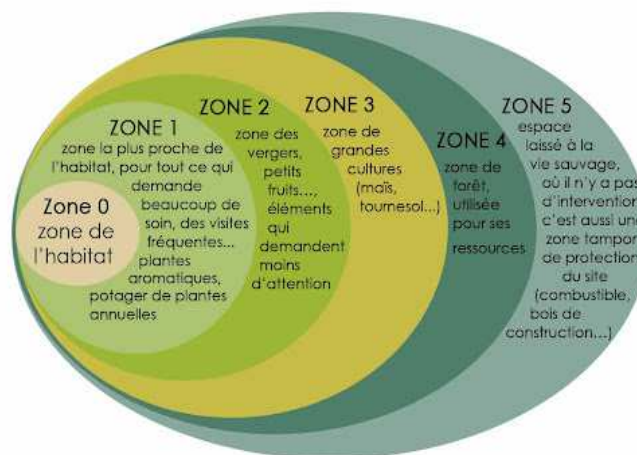 Zone 0
zone de
l'habitat
ZONE 1
zone la plus proche de
l'habitat, pour tout ce qui
demande
beaucoup de
soin, des visites
fréquentes...
plantes
aromatiques,
potager de plantes
annuelles
ZONE 2
zone des
vergers,
petits
fruits...,
éléments
qui
demandent
moins
d'attention
ZONE 3
zone de
grandes
cultures
(maïs,
tournesol...)
ZONE 4
zone de
forêt,
utilisée
pour ses
ressources
ZONE 5
espace
laissé à la
vie sauvage,
où il n'y a pas
d'intervention
c'est aussi une
zone tampon
de protection
du site
(combustible,
bois de
construction...)